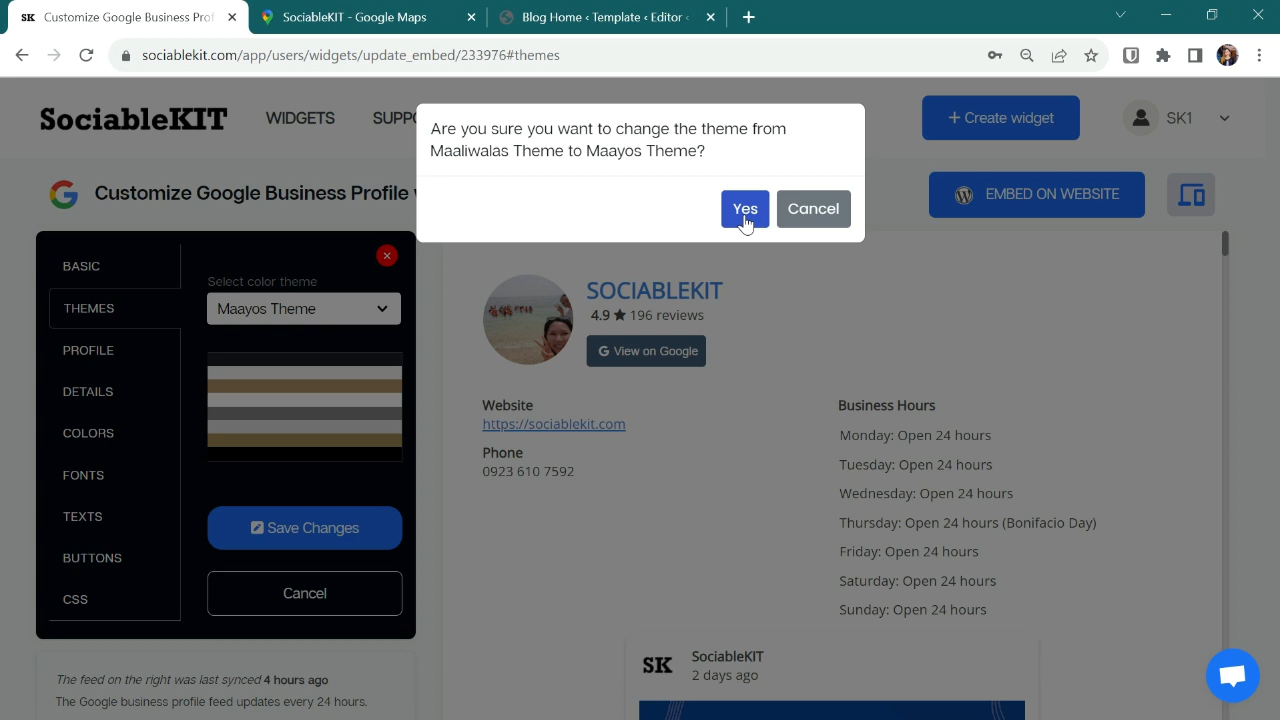 SK Customize Google Business Prof
SociableKIT - Google Maps
Blog Home ‹ Template ‹ Editor ‹
sociablekit.com/app/users/widgets/update_embed/233976#themes
SociableKIT
WIDGETS
SUPPO
+ Create widget
SK1
Are you sure you want to change the theme from
Maaliwalas Theme to Maayos Theme?
Yes
Cancel
Customize Google Business Profile
EMBED ON WEBSITE
BASIC
THEMES
PROFILE
DETAILS
COLORS
FONTS
TEXTS
BUTTONS
CSS
Select color theme
Maayos Theme
Save Changes
Cancel
The feed on the right was last synced 4 hours ago
The Google business profile feed updates every 24 hours.
SOCIABLEKIT
4.9 ★ 196 reviews
G View on Google
Website
https://sociablekit.com
Phone
0923 610 7592
Business Hours
Monday: Open 24 hours
Tuesday: Open 24 hours
Wednesday: Open 24 hours
Thursday: Open 24 hours (Bonifacio Day)
Friday: Open 24 hours
Saturday: Open 24 hours
Sunday: Open 24 hours
SK
SociableKIT
2 days ago